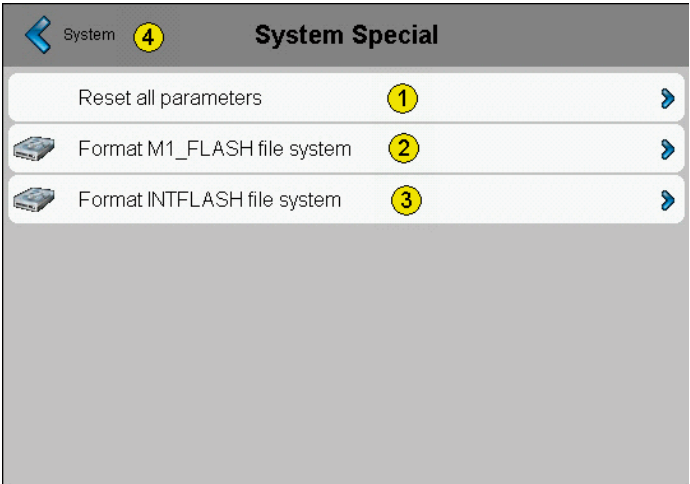 System 4 System Special
Reset all parameters 1
Format M1_FLASH file system 2
Format INTFLASH file system 3